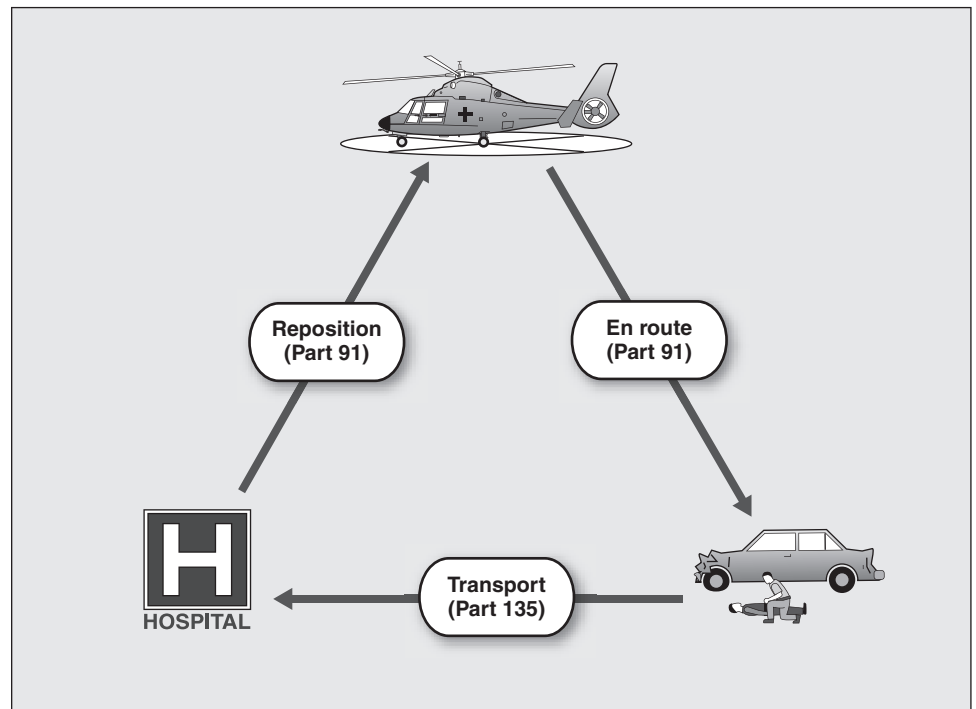 Reposition
(Part 91)
En route
(Part 91)
Transport
(Part 135)
H
HOSPITAL